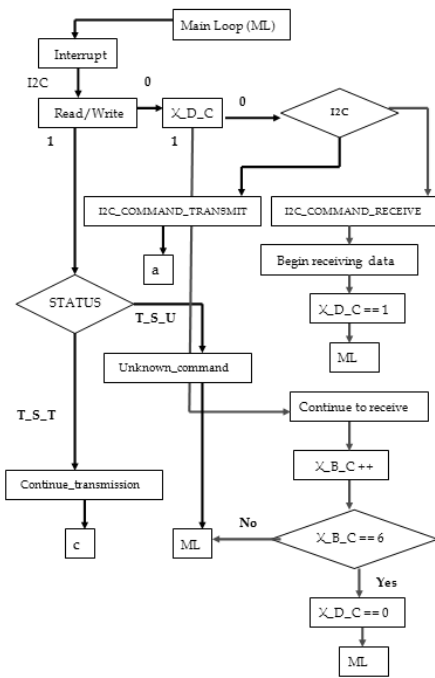 Main Loop (ML)
Interrupt
I2C
0
0
Read/Write
X_D_C
I2C
1
1
I2C_COMMAND_TRANSMIT
I2C_COMMAND_RECEIVE
a
Begin receiving data
STATUS
X_D_C == 1
T_S_U
ML
Unknown_command
T_S_T
Continue to receive
X_B_C ++
Continue_transmission
No
c
ML
X_B_C == 6
Yes
X_D_C == 0
ML